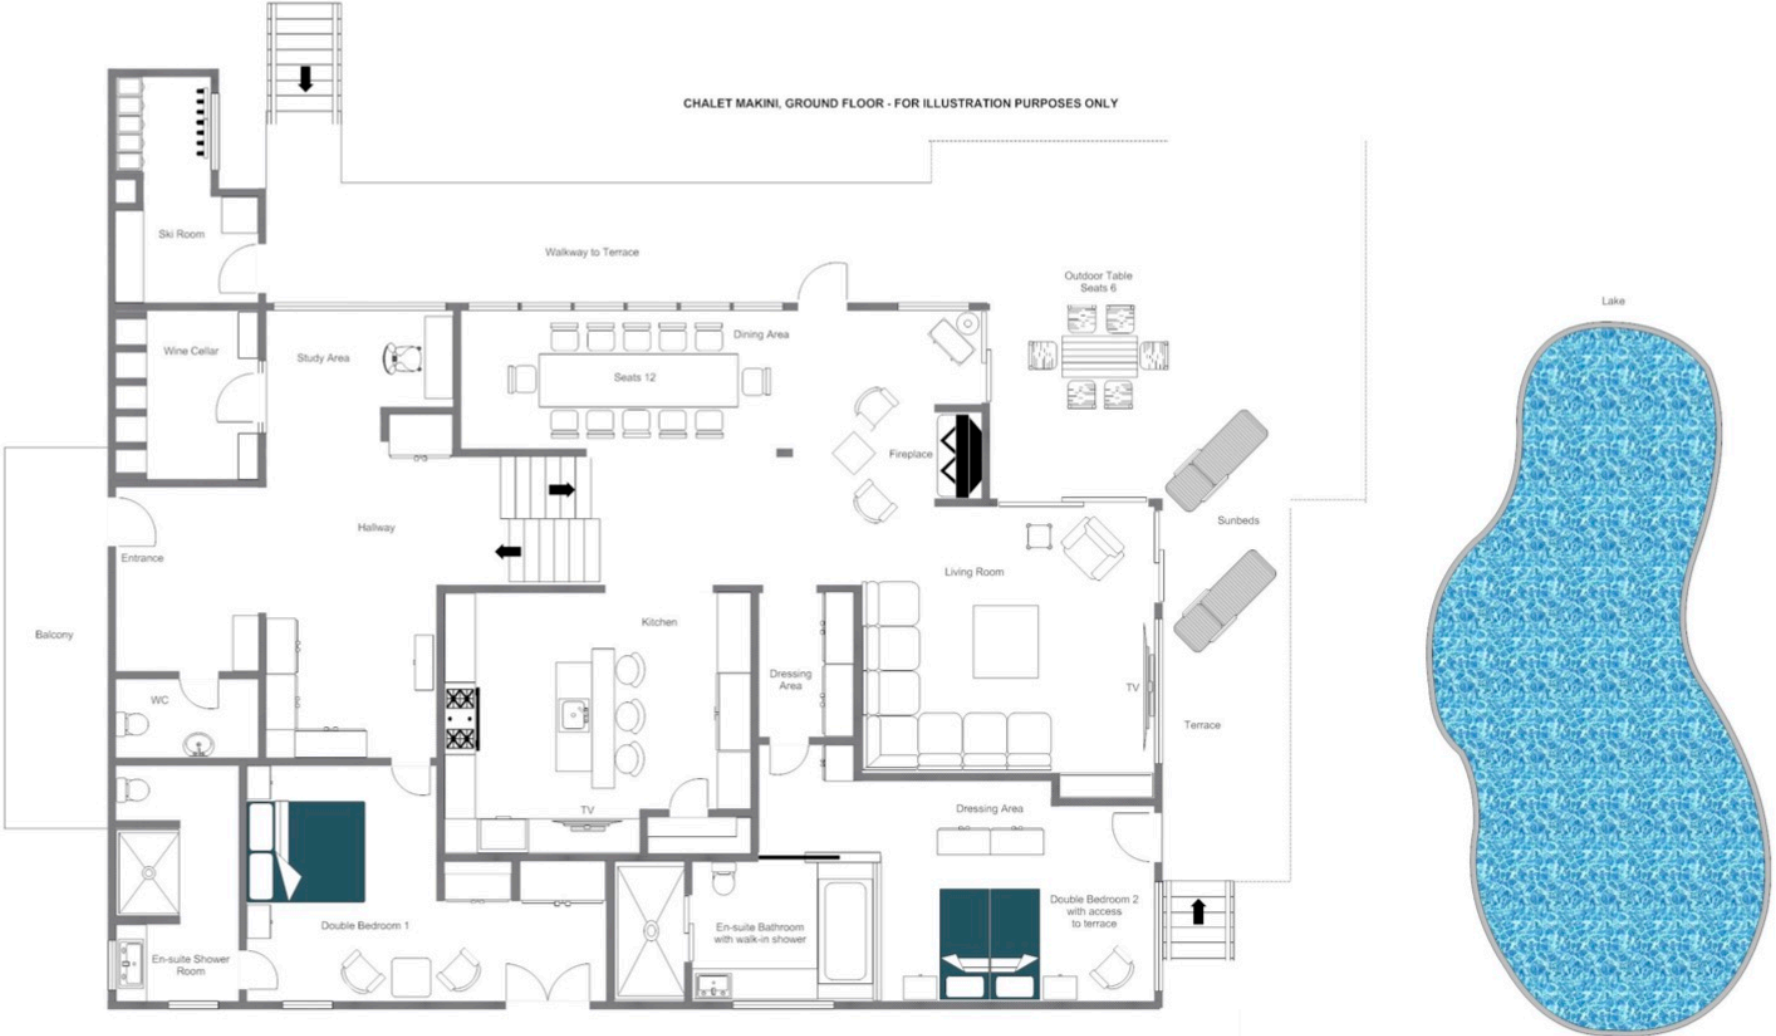 CHALET MAKINI, GROUND FLOOR - FOR ILLUSTRATION PURPOSES ONLY
Ski Room
Walkway to Terrace
Outdoor Table
Seats 6
Lake
Wine Cellar
Study Area
Dining Area
Seats 12
Fireplace
Hallway
Sunbeds
Entrance
Living Room
Balcony
Kitchen
Dressing
Area
TV
WC
Terrace
TV
Dressing Area
Double Bedroom 1
Double Bedroom 2
with access
to terrace
En-suite Bathroom
with walk-in shower
En-suite Shower
Room